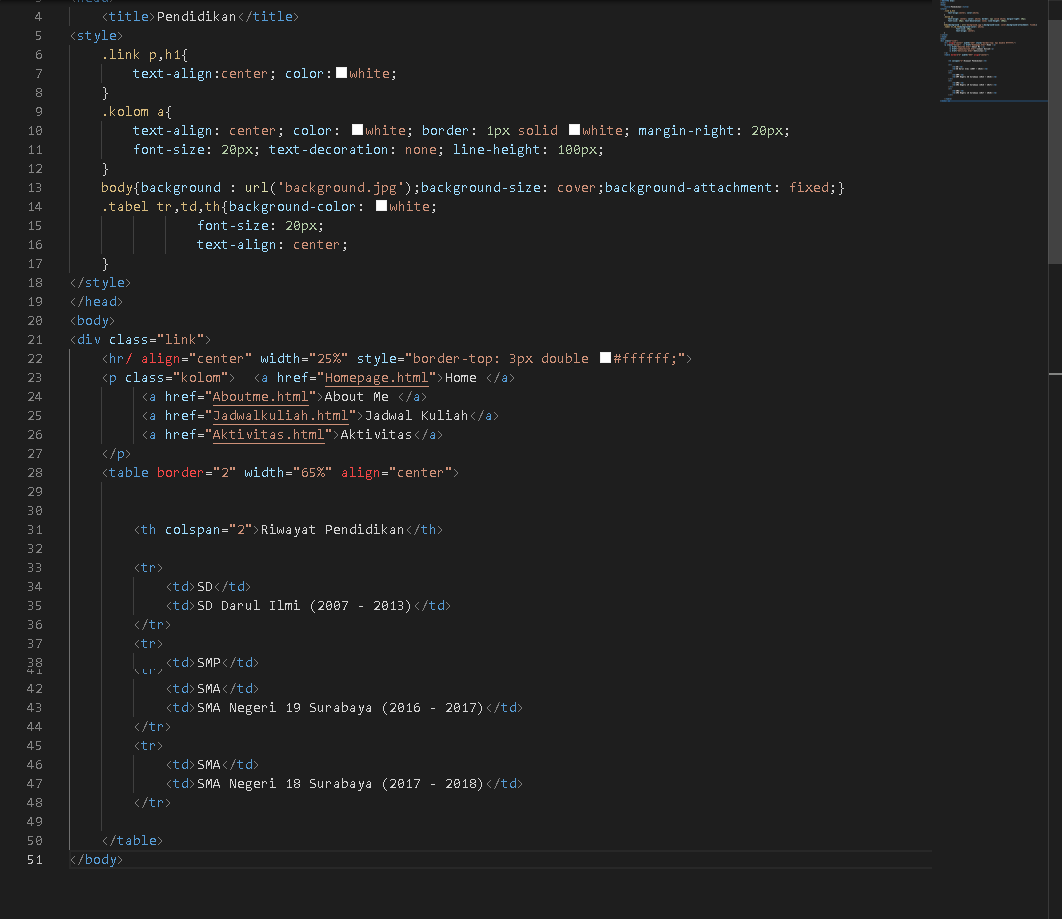 4 <title>Pendidikan</title>
5 <style>
6 .link p,h1{
7 text-align:center; color:white;
8 }
9 .kolom a{
10 text-align: center; color: white; border: 1px solid white; margin-right: 20px;
11 font-size: 20px; text-decoration: none; line-height: 100px;
12 }
13 body{background : url('background.jpg');background-size: cover;background-attachment: fixed;}
14 .tabel tr,td,th{background-color: white;
15 font-size: 20px;
16 text-align: center;
17 }
18 </style>
19 </head>
20 <body>
21 <div class="link">
22 <hr/ align="center" width="25%" style="border-top: 3px double #ffffff;">
23 <p class="kolom"> <a href="Homepage.html">Home </a>
24 <a href="Aboutme.html">About Me </a>
25 <a href="Jadwalkuliah.html">Jadwal Kuliah</a>
26 <a href="Aktivitas.html">Aktivitas</a>
27 </p>
28 <table border="2" width="65%" align="center">
29
30
31 <th colspan="2">Riwayat Pendidikan</th>
32
33 <tr>
34 <td>SD</td>
35 <td>SD Darul Ilmi (2007 - 2013)</td>
36 </tr>
37 <tr>
38 <td>SMP</td>
41 <tr>
42 <td>SMA</td>
43 <td>SMA Negeri 19 Surabaya (2016 - 2017)</td>
44 </tr>
45 <tr>
46 <td>SMA</td>
47 <td>SMA Negeri 18 Surabaya (2017 - 2018)</td>
48 </tr>
49
50 </table>
51 </body>